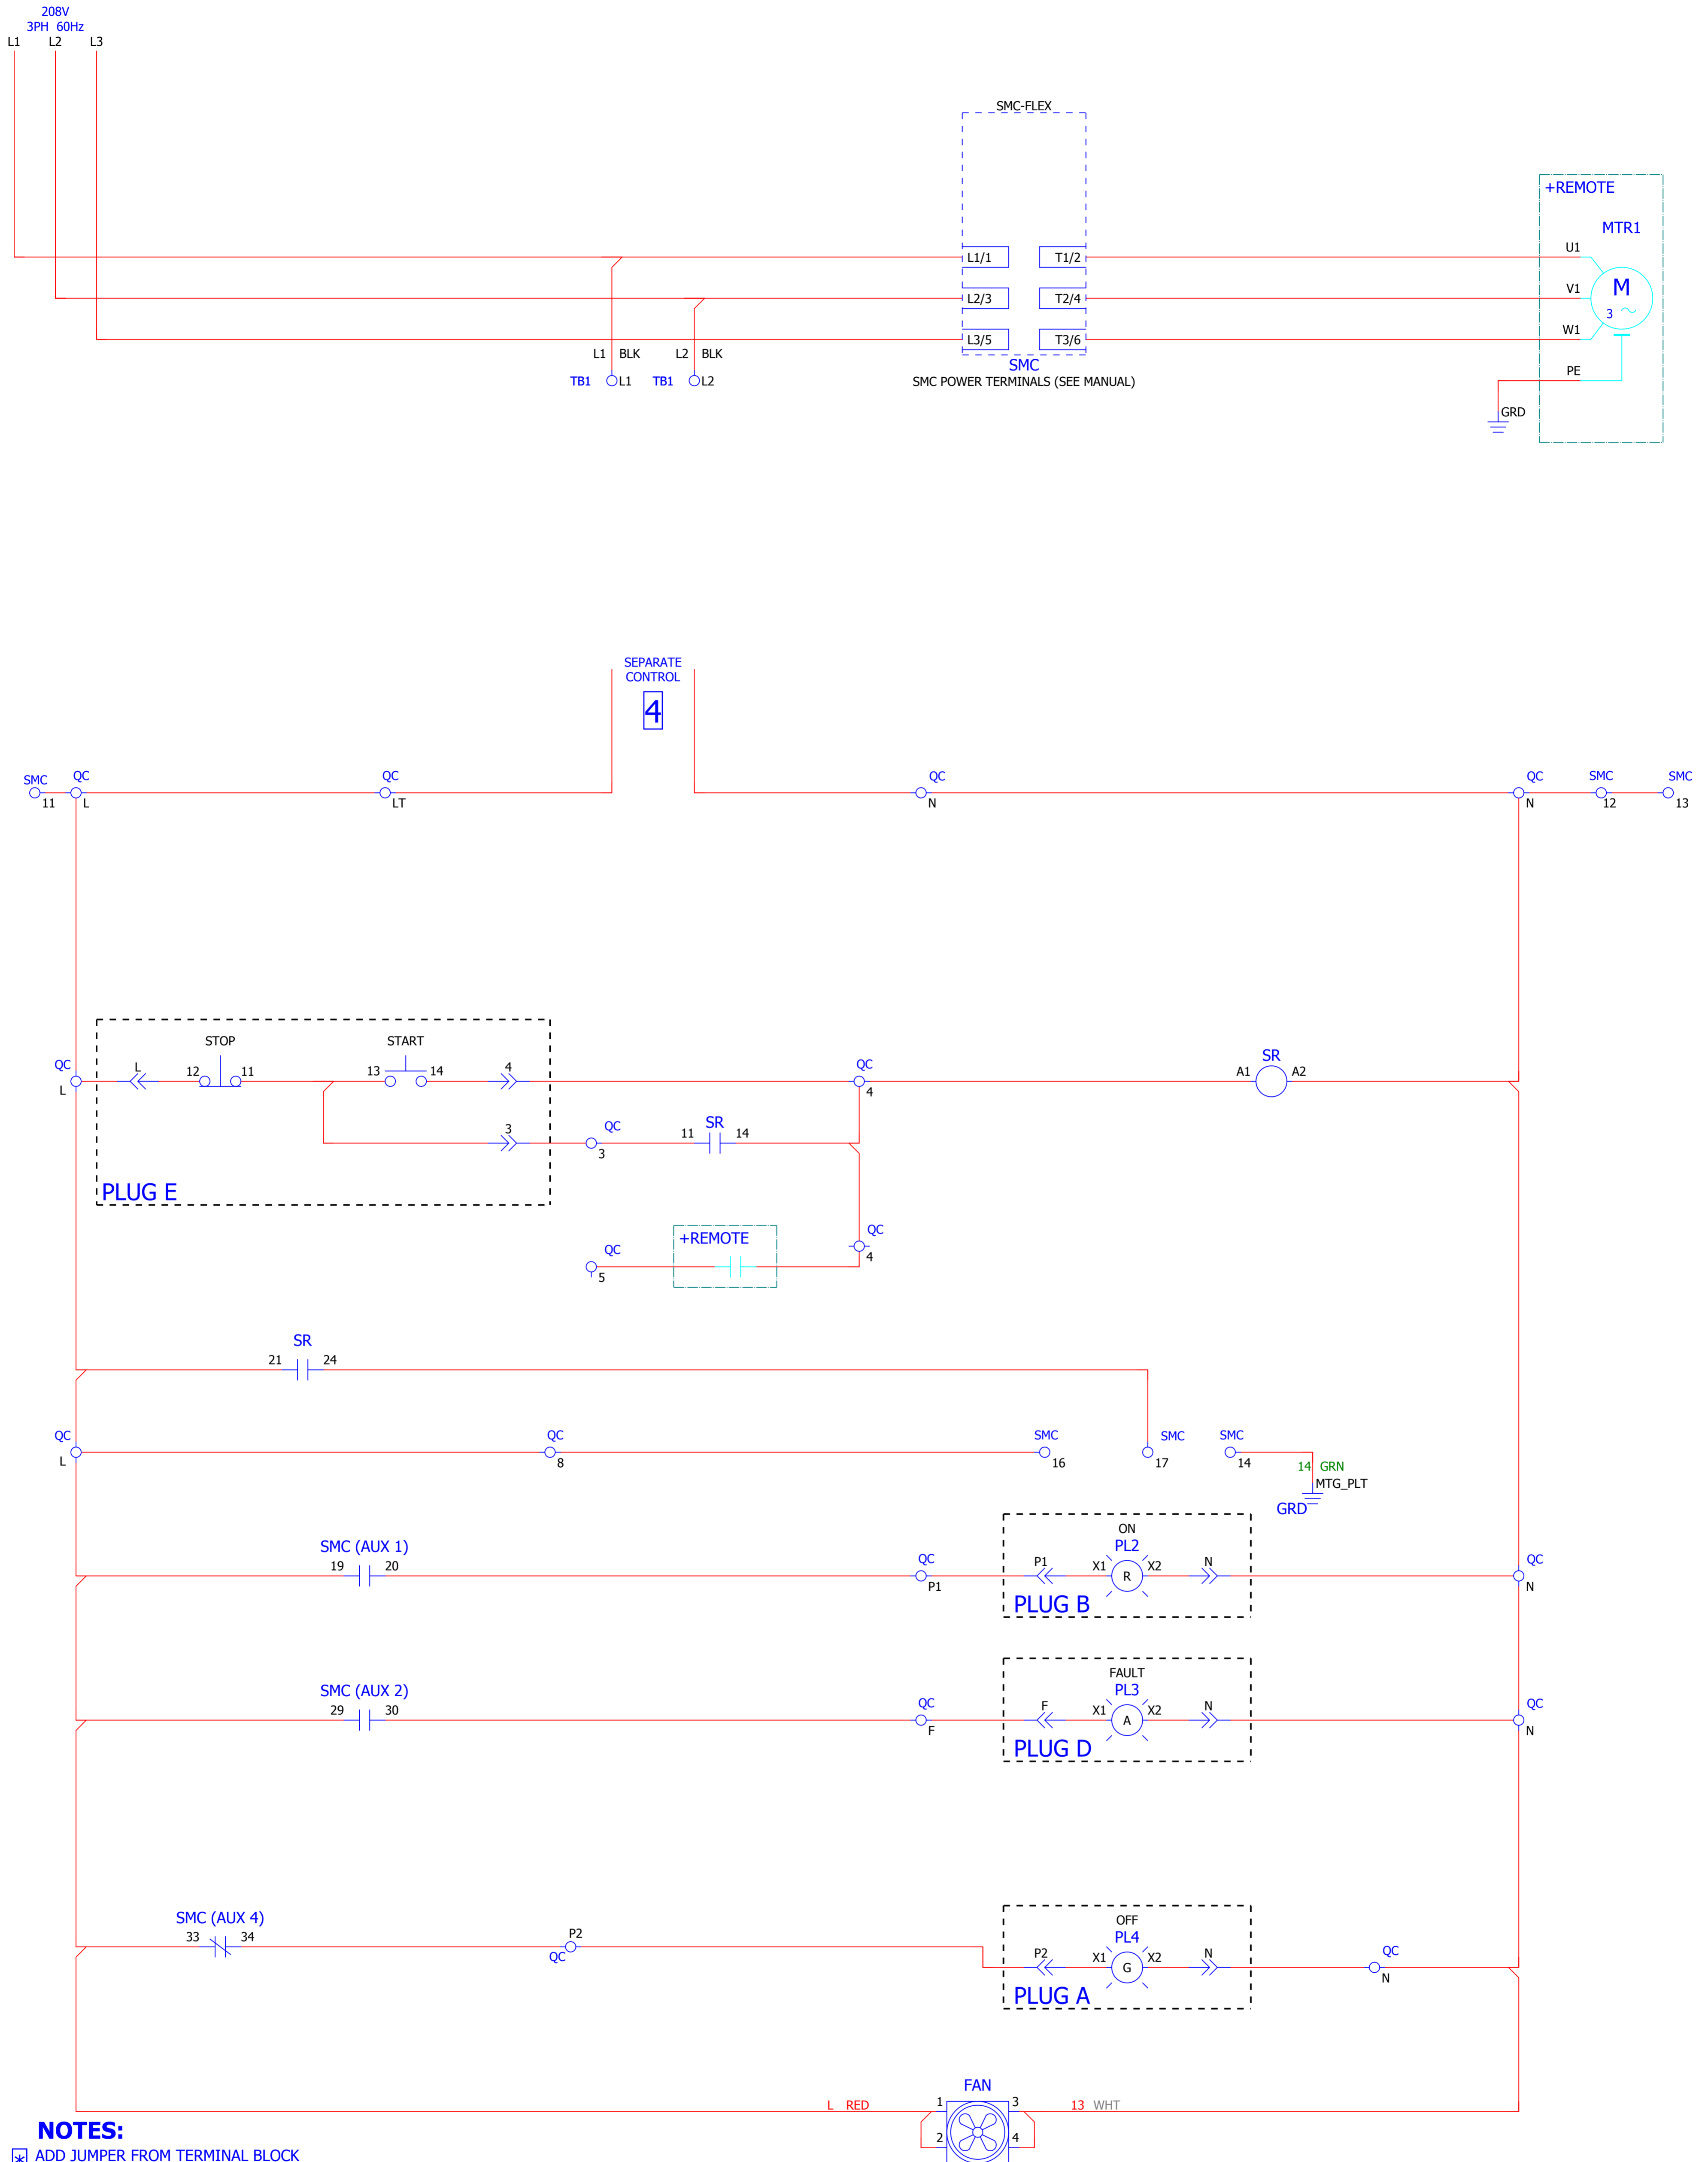 208V
3PH 60Hz
L1 L2 L3
SMC-FLEX
+REMOTE
MTR1
L1/1 T1/2 U1
L2/3 T2/4 V1 M
3
L3/5 T3/6 W1
L1 BLK L2 BLK
SMC
TB1 L1 TB1 L2 SMC POWER TERMINALS (SEE MANUAL)
PE
GRD
SEPARATE
CONTROL
4
SMC QC QC QC QC SMC SMC
11 L LT N N 12 13
STOP START
QC L 12 11 13 14 4 QC SR
L 4 A1 A2
3 QC 11 SR 14
3
PLUG E
+REMOTE QC
QC 4
5
SR
21 24
QC QC SMC SMC SMC
L 8 16 17 14
14 GRN
MTG_PLT
GRD
ON
SMC (AUX 1) PL2
19 20 QC P1 X1 R X2 N QC
P1 N
PLUG B
FAULT
SMC (AUX 2) PL3
29 30 QC F X1 A X2 N QC
F N
PLUG D
SMC (AUX 4) OFF
33 34 P2 PL4
QC P2 X1 G X2 N QC
N
PLUG A
FAN
L RED 1 3 13 WHT
2 4
NOTES:
* ADD JUMPER FROM TERMINAL BLOCK